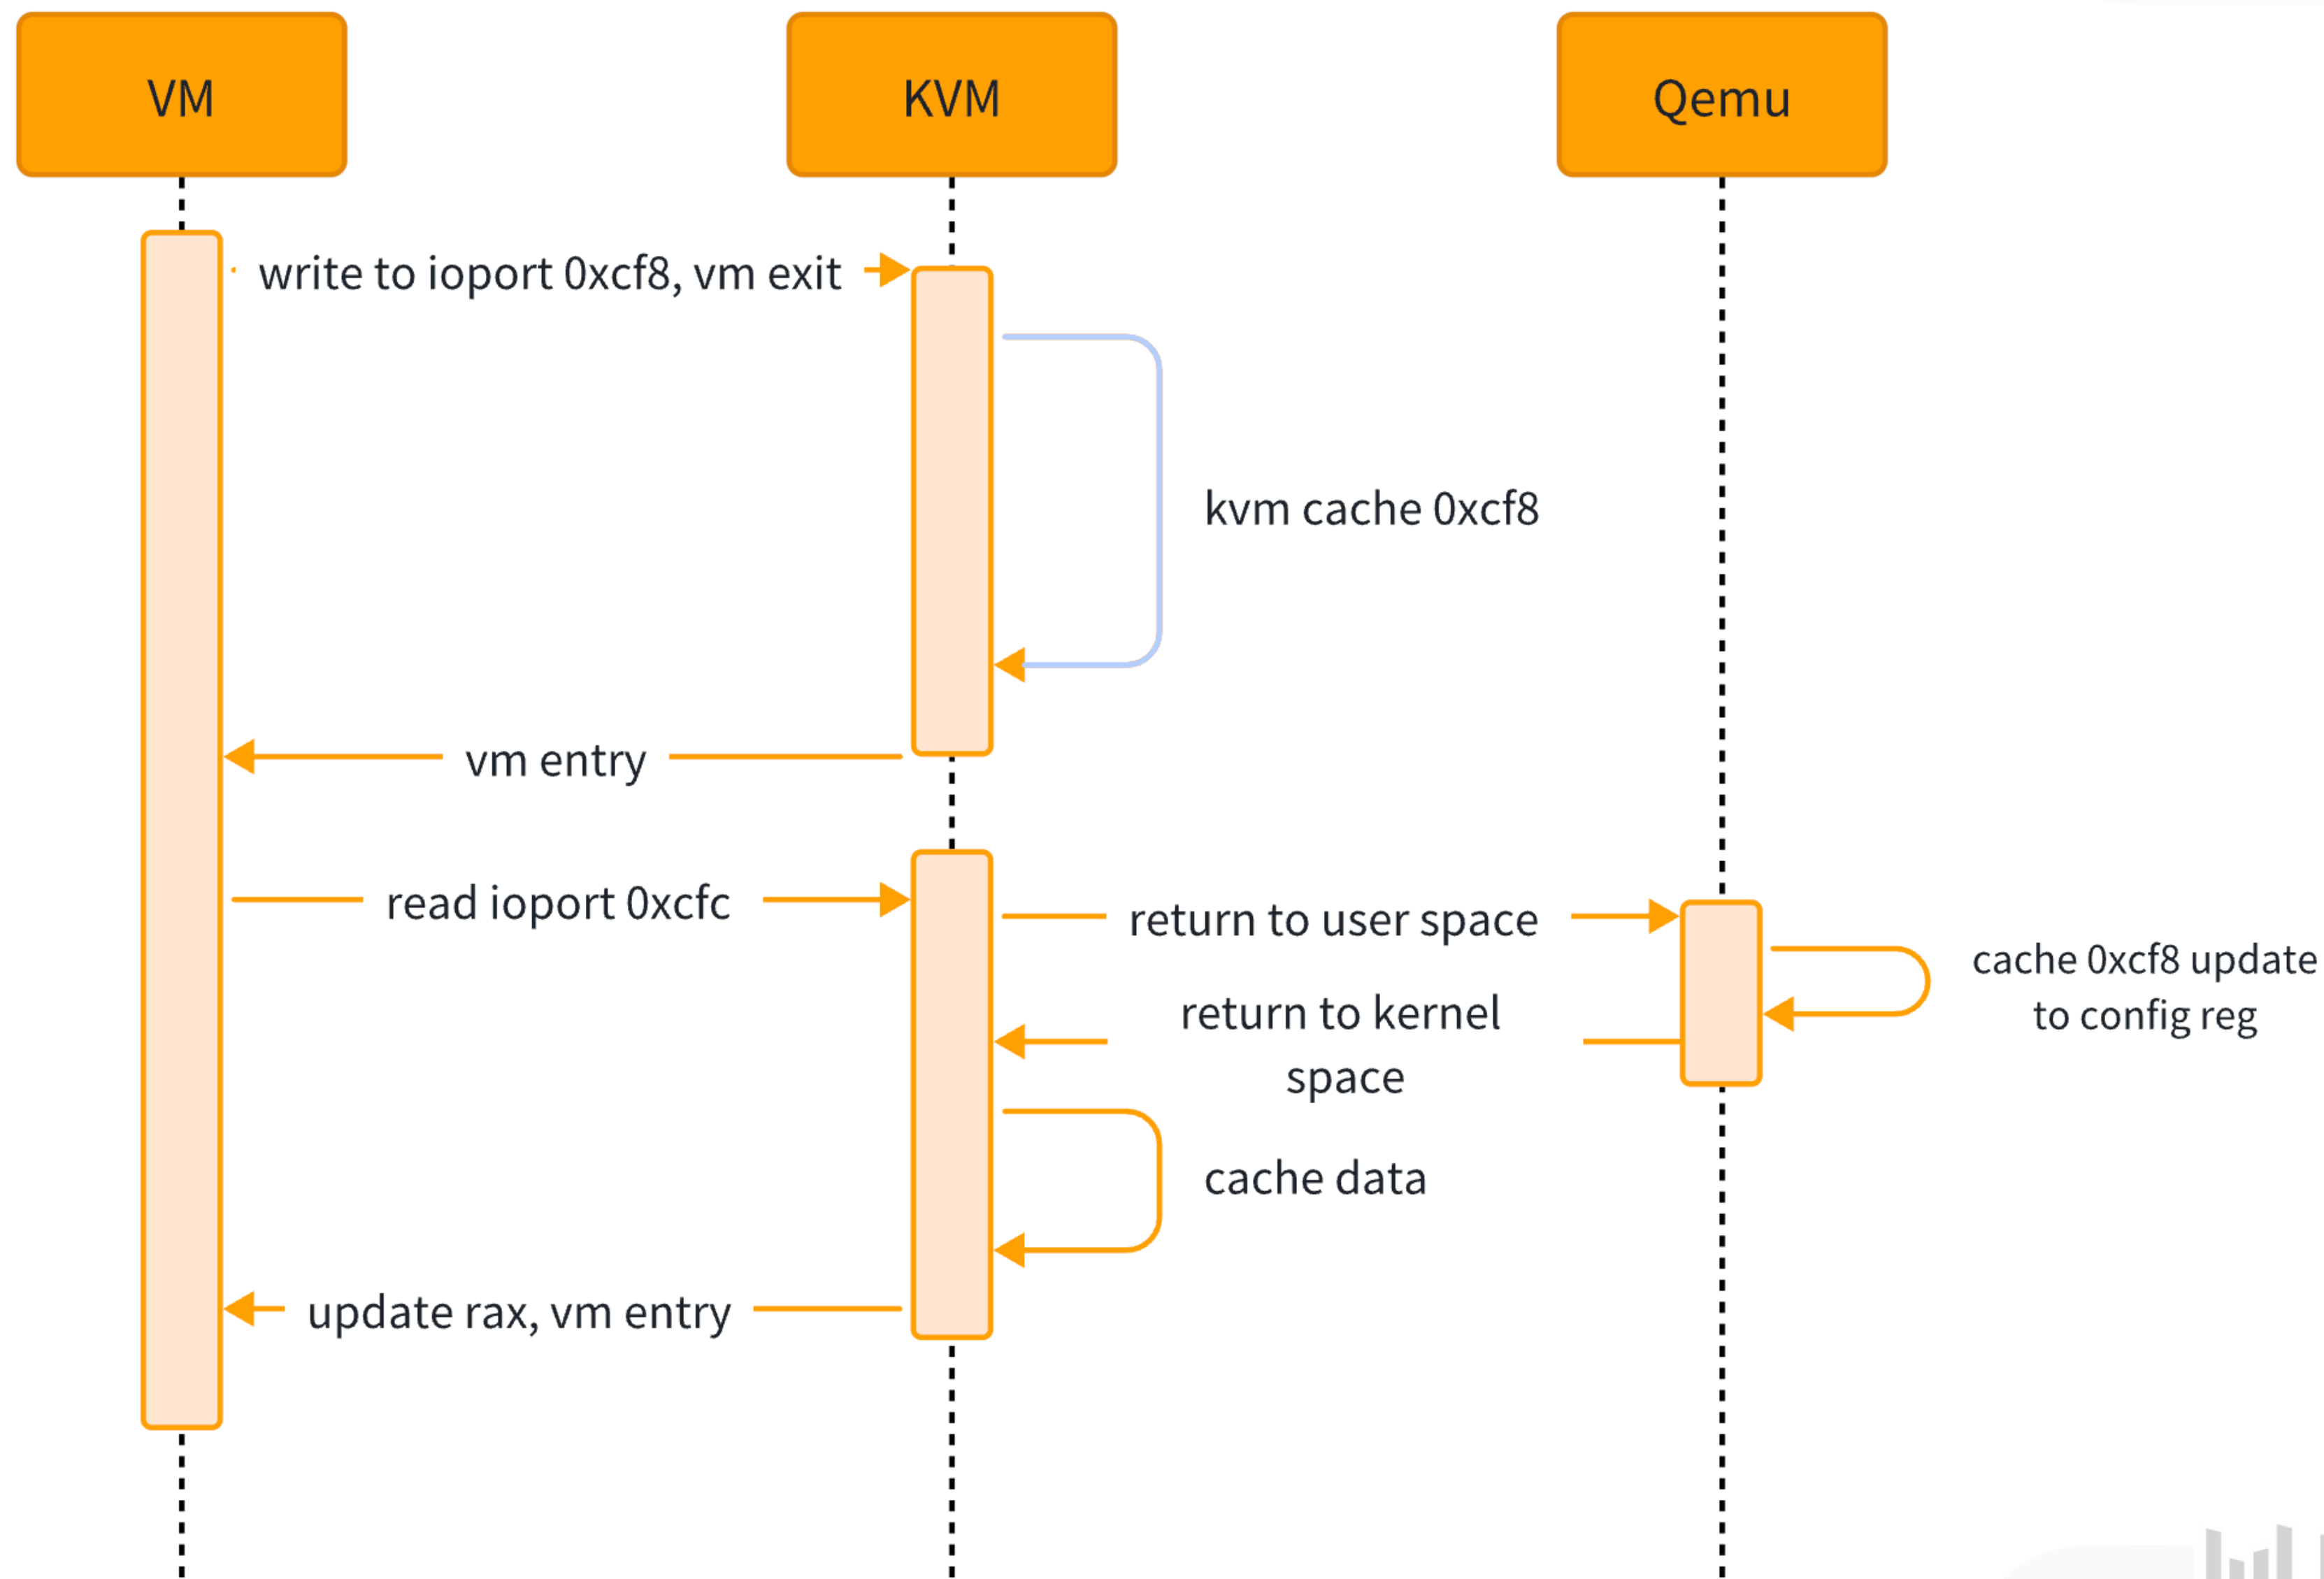 VM
KVM
Qemu
write to ioport 0xcf8, vm exit
kvm cache 0xcf8
vm entry
read ioport 0xcfc
return to user space
cache 0xcf8 update
to config reg
return to kernel
space
cache data
update rax, vm entry